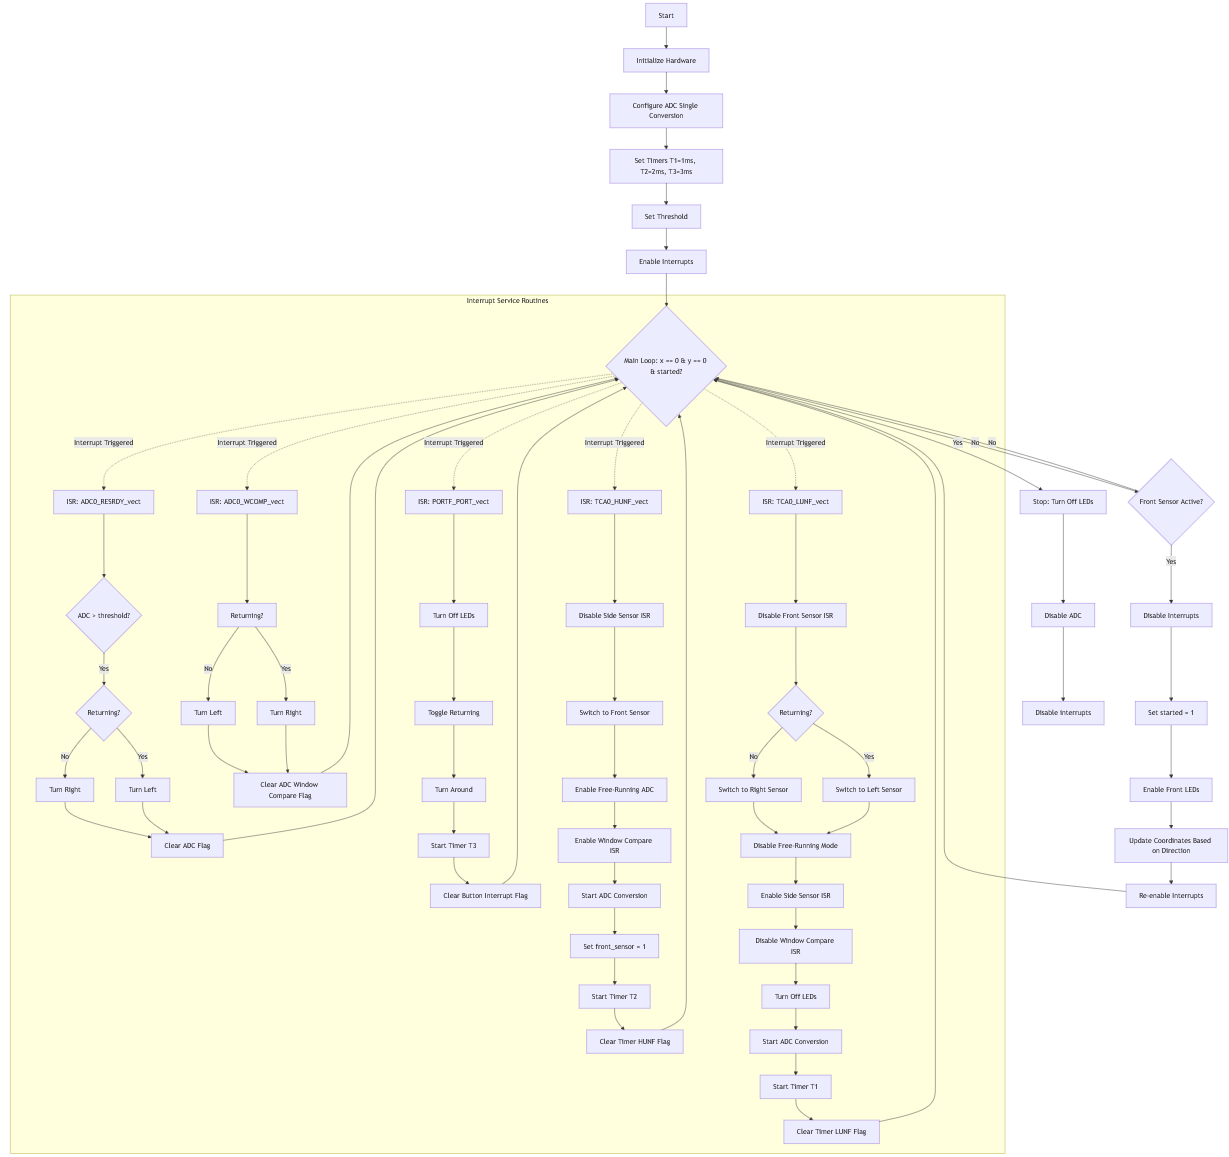 Start
Initialize Hardware
Configure ADC Single
Conversion
Set Timers T1=1ms,
T2=2ms, T3=3ms
Set Threshold
Enable Interrupts
Interrupt Service Routines
Main Loop: x == 0 & y == 0
& started?
Interrupt Triggered
Interrupt Triggered
Interrupt Triggered
Interrupt Triggered
Interrupt Triggered
Yes
No
No
ISR: ADC0_RESRDY_vect
ISR: ADC0_WCOMP_vect
ISR: PORTF_PORT_vect
ISR: TCA0_HUNF_vect
ISR: TCA0_LUNF_vect
Stop: Turn Off LEDs
Front Sensor Active?
Yes
ADC > threshold?
Returning?
Turn Off LEDs
Disable Side Sensor ISR
Disable Front Sensor ISR
Disable ADC
Disable Interrupts
Yes
No
Yes
Returning?
Turn Left
Turn Right
Toggle Returning
Switch to Front Sensor
Returning?
Disable Interrupts
Set started = 1
No
Yes
No
Yes
Turn Right
Turn Left
Clear ADC Window
Compare Flag
Turn Around
Enable Free-Running ADC
Switch to Right Sensor
Switch to Left Sensor
Enable Front LEDs
Clear ADC Flag
Start Timer T3
Enable Window Compare
ISR
Disable Free-Running Mode
Update Coordinates Based
on Direction
Clear Button Interrupt Flag
Start ADC Conversion
Enable Side Sensor ISR
Re-enable Interrupts
Set front_sensor = 1
Disable Window Compare
ISR
Start Timer T2
Turn Off LEDs
Clear Timer HUNF Flag
Start ADC Conversion
Start Timer T1
Clear Timer LUNF Flag